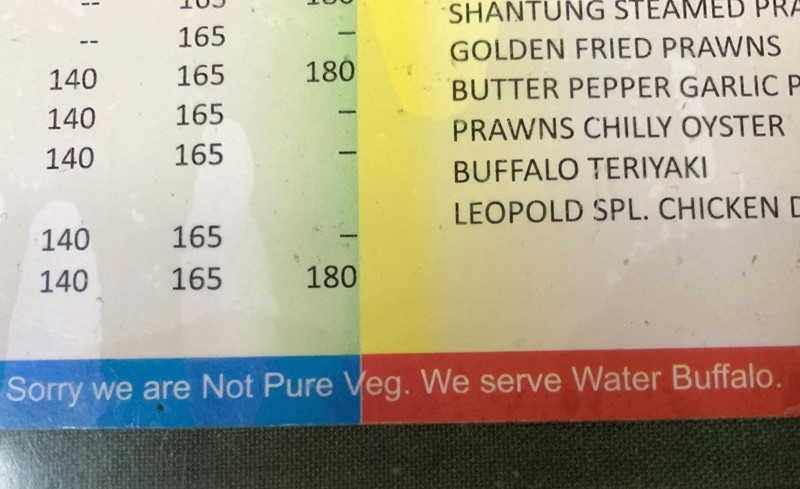 --
165
–
140
165
180
140
165
–
140
165
–
140
165
–
140
165
180
SHANTUNG STEAMED
GOLDEN FRIED PRAWNS
BUTTER PEPPER GARLIC
PRAWNS CHILLY OYSTER
BUFFALO TERIYAKI
LEOPOLD SPL. CHICKEN
Sorry we are Not Pure Veg. We serve Water Buffalo.